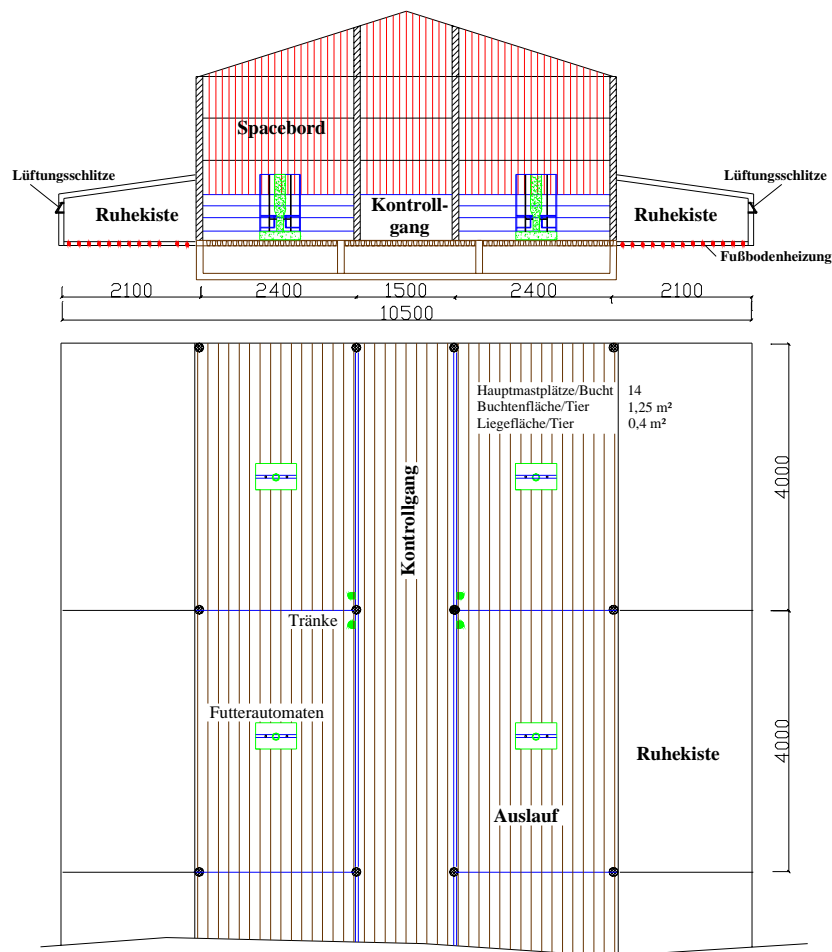 Spacebord
Lüftungsschlitze
Lüftungsschlitze
Ruhekiste
Kontroll-
gang
Ruhekiste
Fußbodenheizung
2100
2400
1500
2400
2100
10500
Hauptmastplätze/Bucht 14
Buchtenfläche/Tier 1,25 m²
Liegefläche/Tier 0,4 m²
4000
Kontrollgang
Tränke
Futterautomaten
4000
Ruhekiste
Auslauf